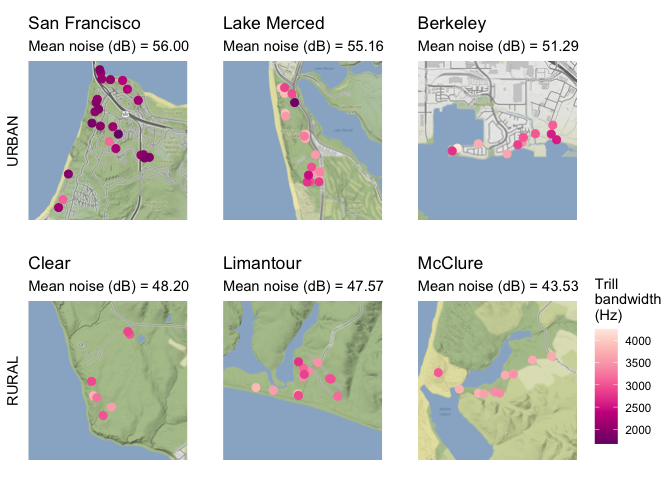 San Francisco
Mean noise (dB) = 56.00
Lake Merced
Mean noise (dB) = 55.16
Berkeley
Mean noise (dB) = 51.29
URBAN
Clear
Mean noise (dB) = 48.20
Limantour
Mean noise (dB) = 47.57
McClure
Mean noise (dB) = 43.53
RURAL
Trill
bandwidth
(Hz)
4000
3500
3000
2500
2000